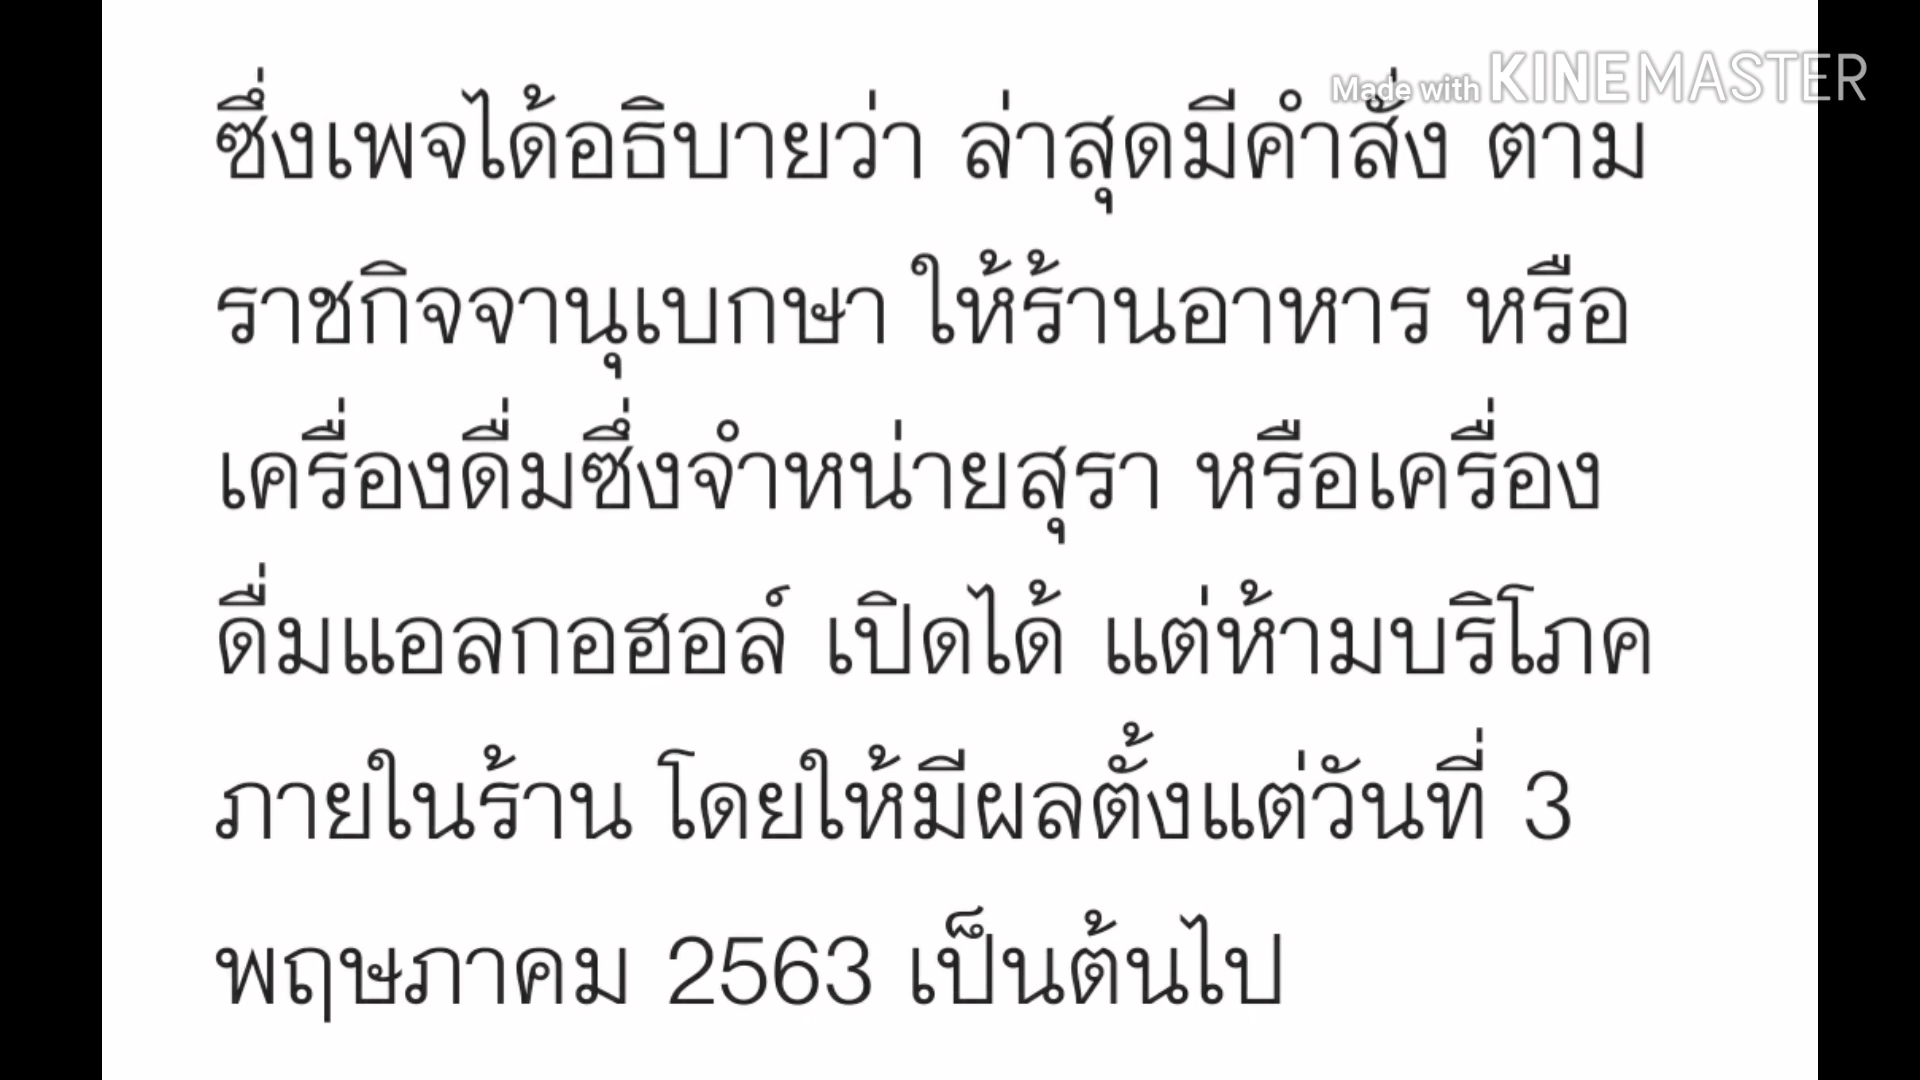 Made with KINEMASTER
ซึ่งเพจได้อธิบายว่า ล่าสุดมีคำสั่ง ตาม
ราชกิจจานุเบกษา ให้ร้านอาหาร หรือ
เครื่องดื่มซึ่งจำหน่ายสุรา หรือเครื่อง
ดื่มแอลกอฮอล์ เปิดได้ แต่ห้ามบริโภค
ภายในร้าน โดยให้มีผลตั้งแต่วันที่ 3
พฤษภาคม 2563 เป็นต้นไป